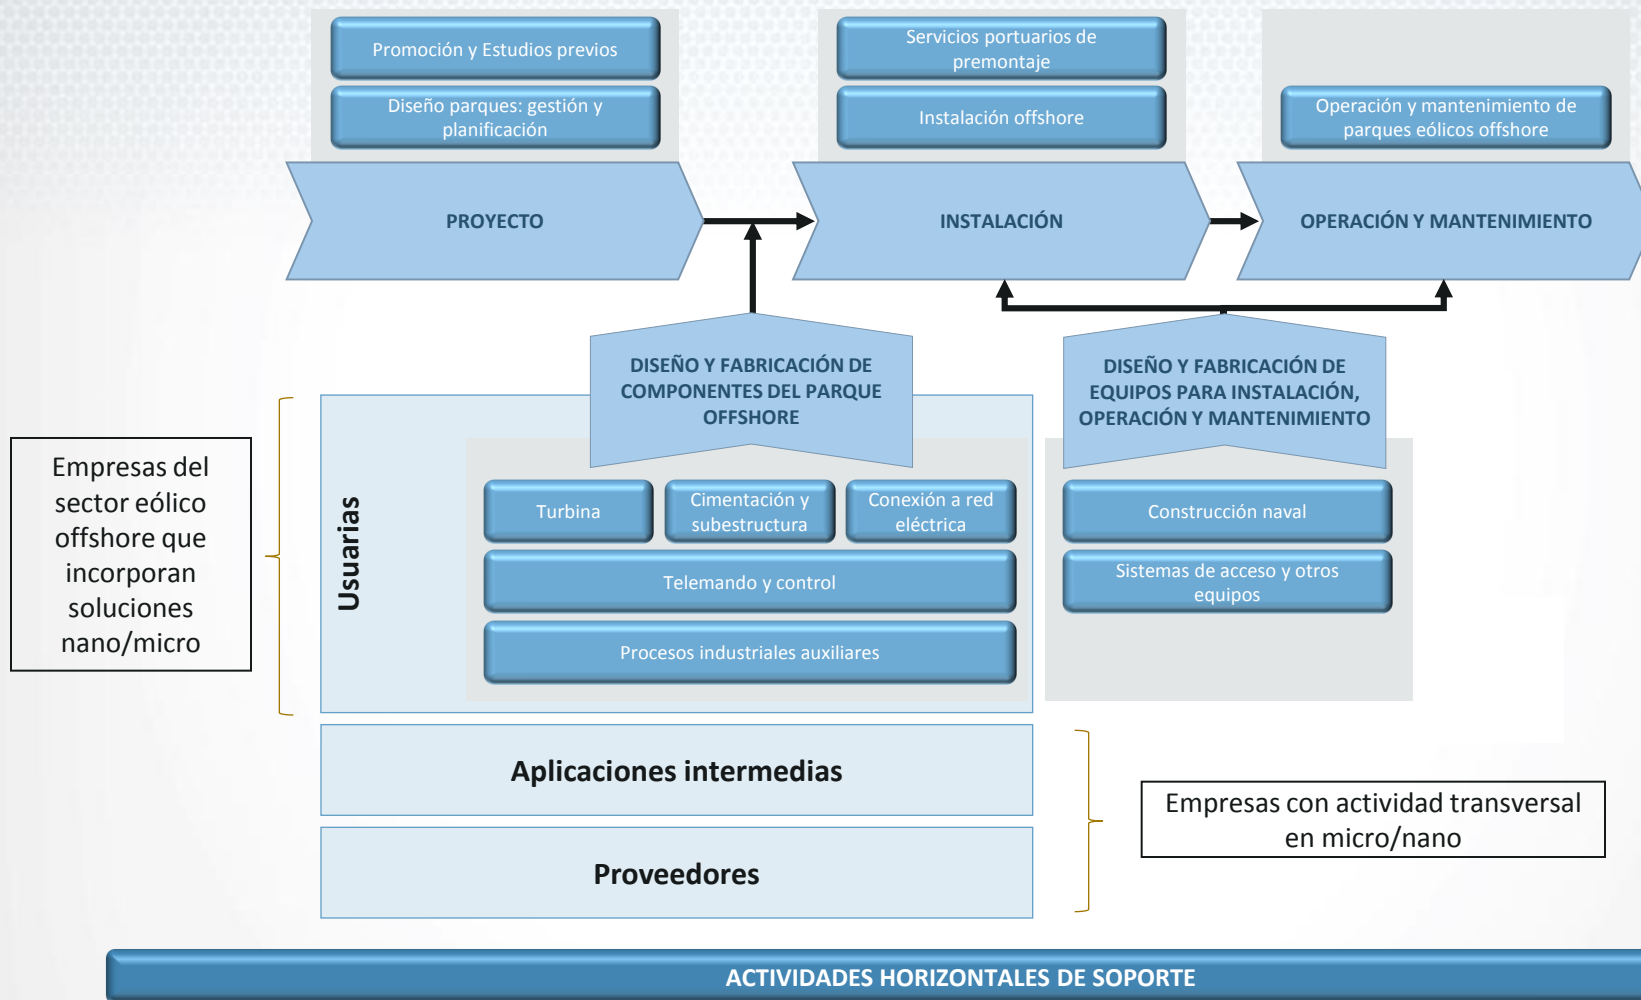 Promoción y Estudios previos
Diseño parques: gestión y
planificación
Servicios portuarios de
premontaje
Instalación offshore
Operación y mantenimiento de
parques eólicos offshore
PROYECTO
INSTALACIÓN
OPERACIÓN Y MANTENIMIENTO
DISEÑO Y FABRICACIÓN DE
COMPONENTES DEL PARQUE
OFFSHORE
DISEÑO Y FABRICACIÓN DE
EQUIPOS PARA INSTALACIÓN,
OPERACIÓN Y MANTENIMIENTO
Empresas del
sector eólico
offshore que
incorporan
soluciones
nano/micro
Usuarias
Turbina
Cimentación y
subestructura
Conexión a red
eléctrica
Telemando y control
Procesos industriales auxiliares
Construcción naval
Sistemas de acceso y otros
equipos
Aplicaciones intermedias
Proveedores
Empresas con actividad transversal
en micro/nano
ACTIVIDADES HORIZONTALES DE SOPORTE